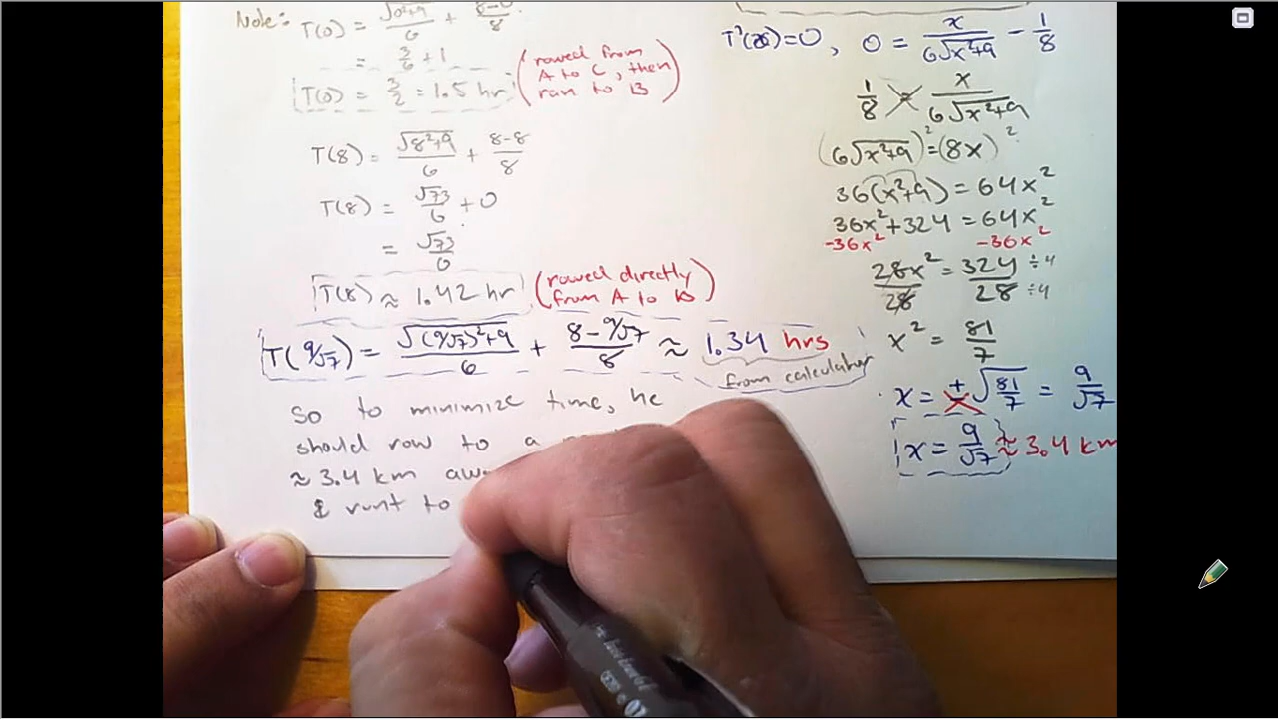 Note: T(0) = √0²+9/6 + 8-0/8
= 3/6 + 1
T(0) = 3/2 = 1.5 hr (rowed from A to C, then ran to B)
T(8) = √8²+9/6 + 8-8/8
T(8) = √73/6 + 0
= √73/6
T(8) ≈ 1.42 hr (rowed directly from A to B)
T(9/√7) = √(9/√7)²+9/6 + 8-9/√7/8 ≈ 1.34 hrs
from calculator
so to minimize time, he
should row to a
≈ 3.4 km
& runt to
T'(x)=0, 0 = x/6√x²+9 - 1/8
1/8 = x/6√x²+9
(6√x²+9)² = (8x)²
36(x²+9) = 64x²
36x²+324 = 64x²
-36x² -36x²
28x²/28 = 324/28 ÷4 ÷4
x² = 81/7
x = ±√81/7 = 9/√7
x = 9/√7 ≈ 3.4 km